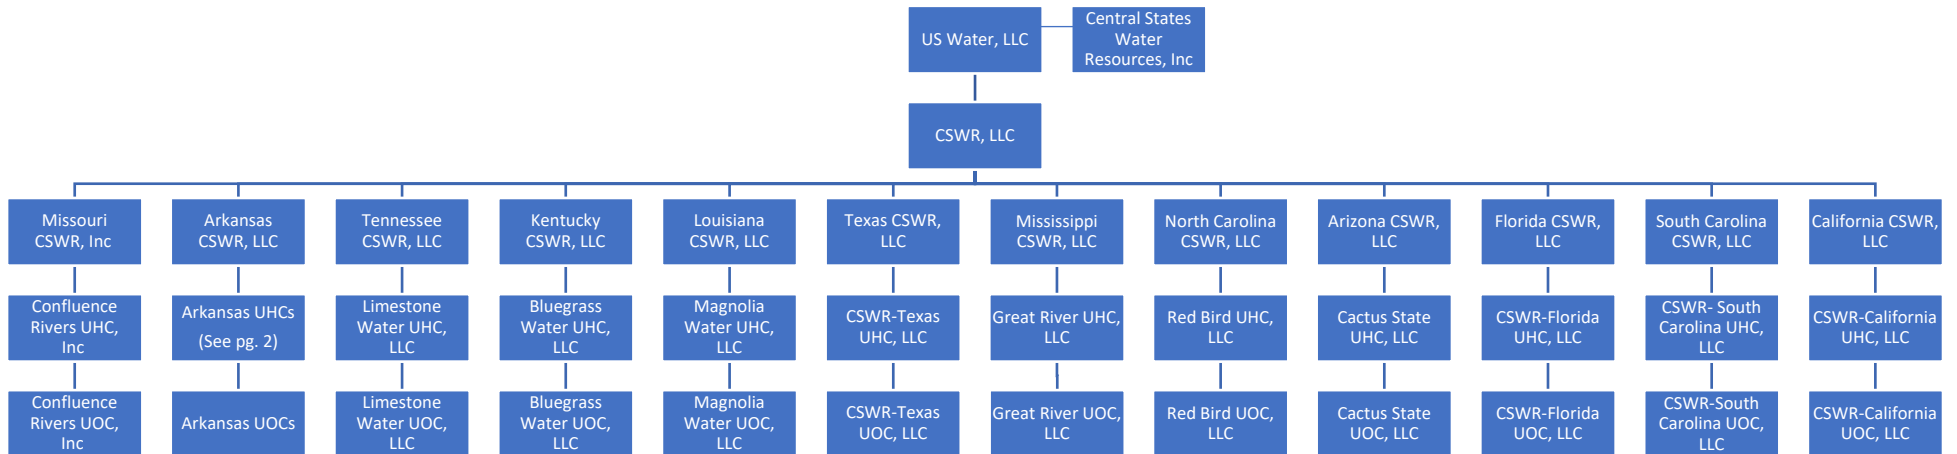 US Water, LLC
Central States
Water
Resources, Inc
CSWR, LLC
Missouri
CSWR, Inc
Arkansas
CSWR, LLC
Tennessee
CSWR, LLC
Kentucky
CSWR, LLC
Louisiana
CSWR, LLC
Texas CSWR,
LLC
Mississippi
CSWR, LLC
North Carolina
CSWR, LLC
Arizona CSWR,
LLC
Florida CSWR,
LLC
South Carolina
CSWR, LLC
California CSWR,
LLC
Confluence
Rivers UHC,
Inc
Arkansas UHCs
(See pg. 2)
Limestone
Water UHC,
LLC
Bluegrass
Water UHC,
LLC
Magnolia
Water UHC,
LLC
CSWR-Texas
UHC, LLC
Great River UHC,
LLC
Red Bird UHC,
LLC
Cactus State
UHC, LLC
CSWR-Florida
UHC, LLC
CSWR- South
Carolina UHC,
LLC
CSWR-California
UHC, LLC
Confluence
Rivers UOC,
Inc
Arkansas UOCs
Limestone
Water UOC,
LLC
Bluegrass
Water UOC,
LLC
Magnolia
Water UOC,
LLC
CSWR-Texas
UOC, LLC
Great River UOC,
LLC
Red Bird UOC,
LLC
Cactus State
UOC, LLC
CSWR-Florida
UOC, LLC
CSWR-South
Carolina UOC,
LLC
CSWR-California
UOC, LLC